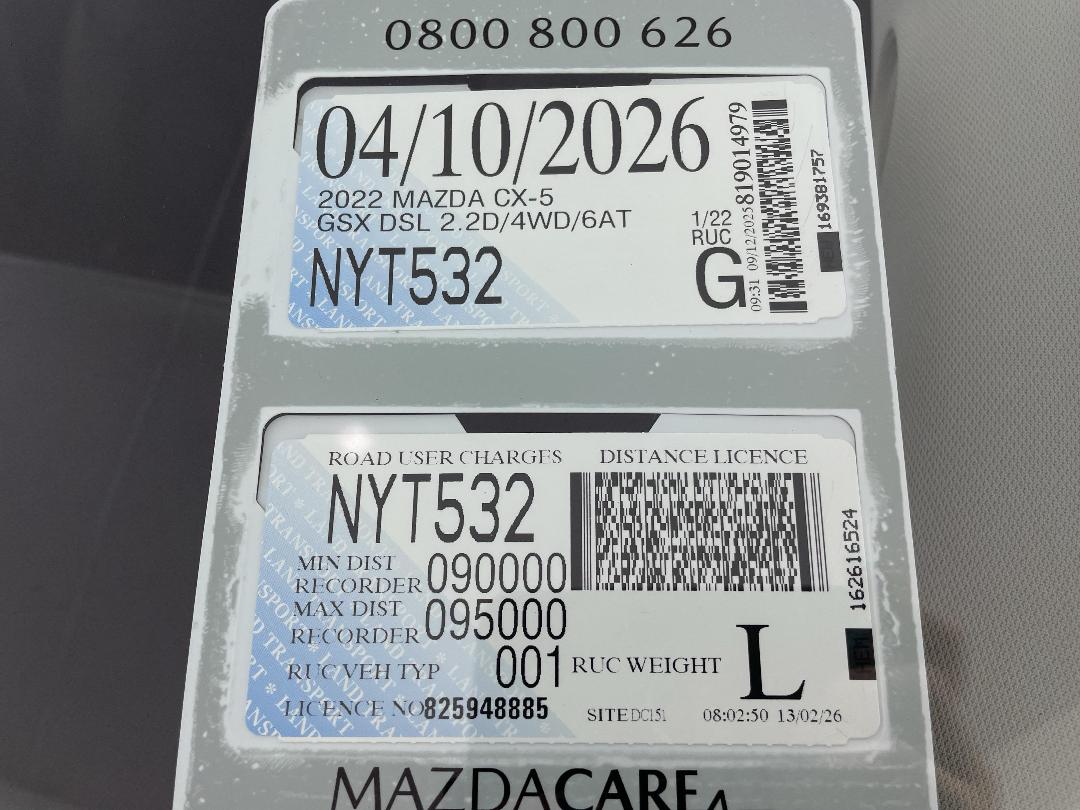 0800 800 626
04/10/2026
2022 MAZDA CX-5
GSX DSL 2.2D/4WD/6AT
1/22
RUC
NYT532
G
09:31 09/12/2025 819014979
169381757
ROAD USER CHARGES DISTANCE LICENCE
NYT532
MIN DIST
RECORDER 090000
MAX DIST
RECORDER 095000
RUC VEH TYP 001 RUC WEIGHT L
LICENCE NO 825948885
SITE DC151 08:02:50 13/02/26
162616524
MAZDACARE